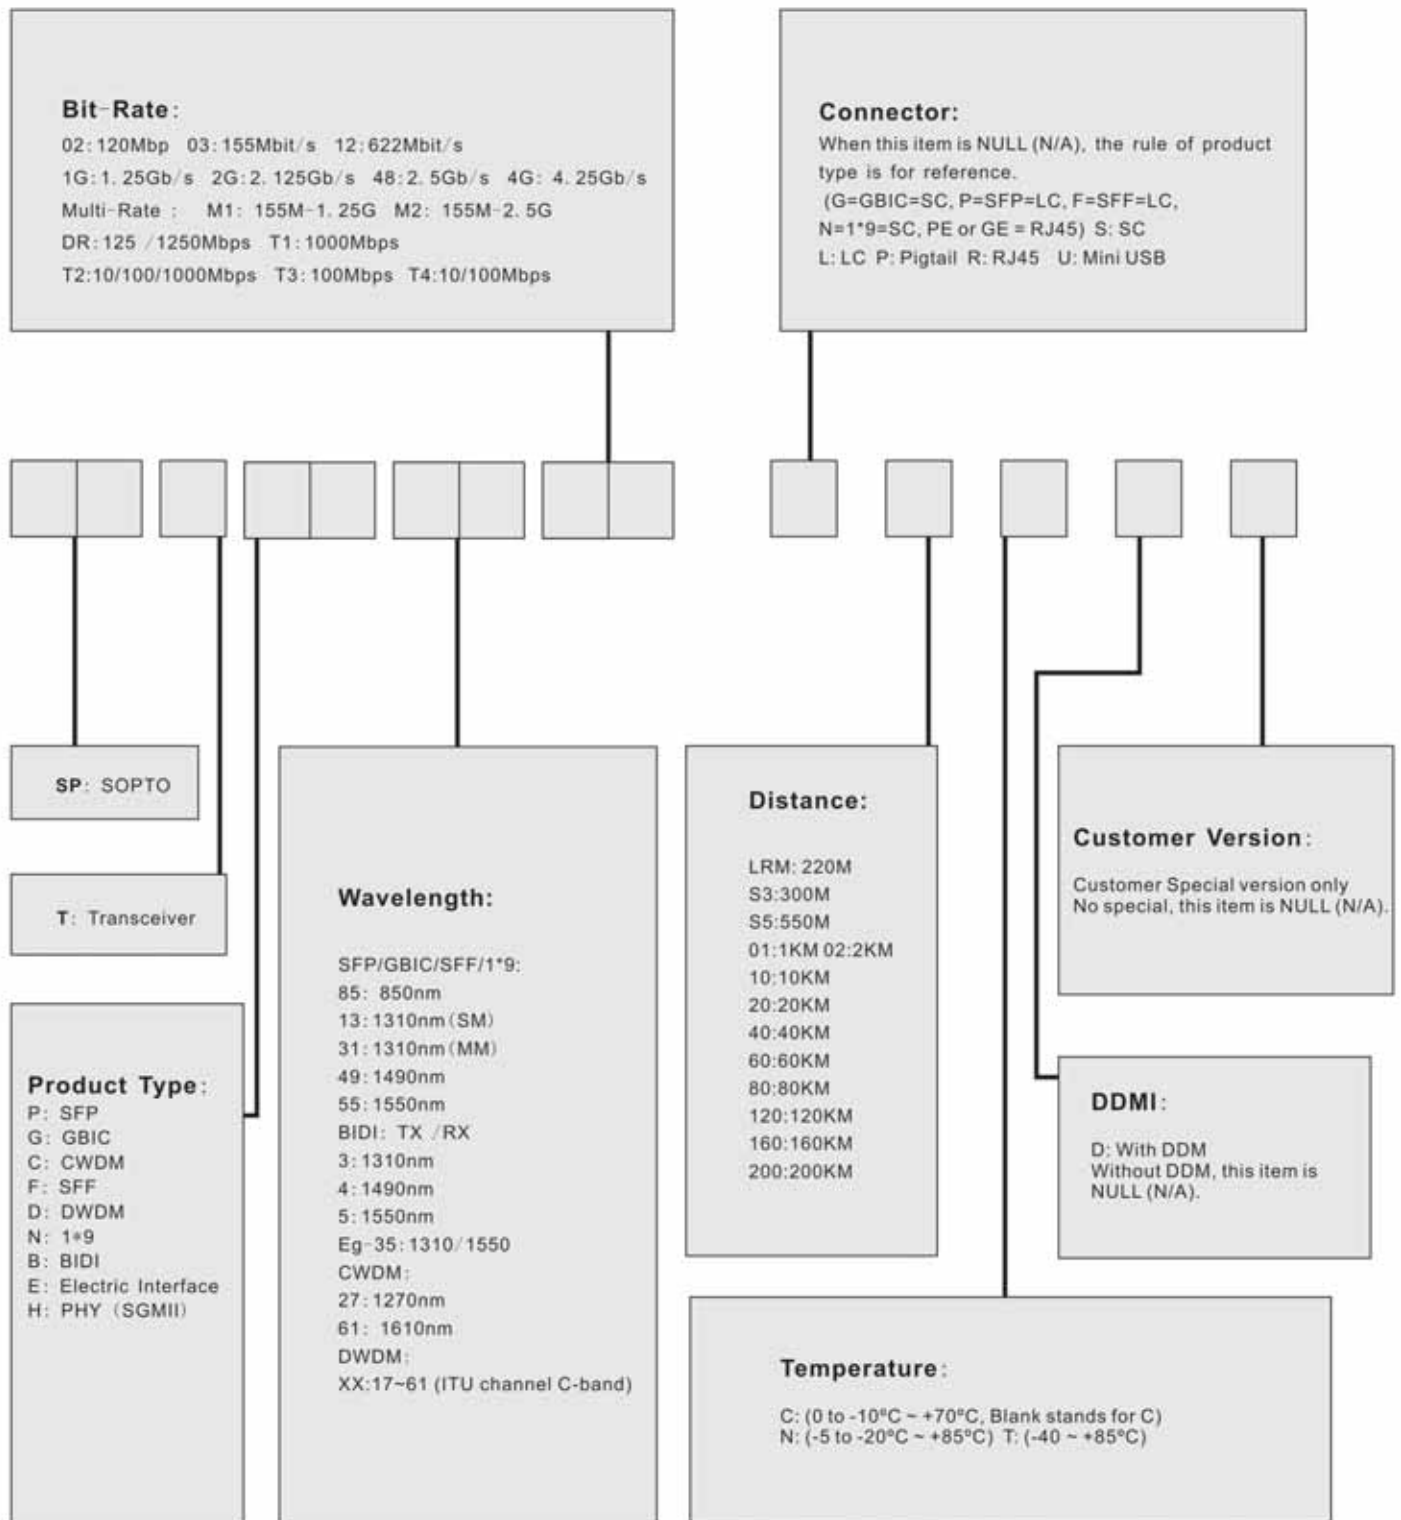 Bit-Rate:
02:120Mbp 03:155Mbit/s 12:622Mbit/s
1G:1.25Gb/s 2G:2.125Gb/s 48:2.5Gb/s 4G: 4.25Gb/s
Multi-Rate : M1: 155M-1.25G M2: 155M-2.5G
DR:125 /1250Mbps T1:1000Mbps
T2:10/100/1000Mbps T3:100Mbps T4:10/100Mbps
Connector:
When this item is NULL (N/A), the rule of product
type is for reference.
(G=GBIC=SC, P=SFP=LC, F=SFF=LC,
N=1*9=SC, PE or GE = RJ45) S: SC
L: LC P: Pigtail R: RJ45 U: Mini USB
SP: SOPTO
T: Transceiver
Product Type:
P: SFP
G: GBIC
C: CWDM
F: SFF
D: DWDM
N: 1*9
B: BIDI
E: Electric Interface
H: PHY (SGMII)
Wavelength:
SFP/GBIC/SFF/1*9:
85: 850nm
13:1310nm(SM)
31:1310nm(MM)
49:1490nm
55:1550nm
BIDI: TX /RX
3:1310nm
4:1490nm
5:1550nm
Eg-35:1310/1550
CWDM:
27:1270nm
61: 1610nm
DWDM:
XX:17~61 (ITU channel C-band)
Distance:
LRM: 220M
S3:300M
S5:550M
01:1KM 02:2KM
10:10KM
20:20KM
40:40KM
60:60KM
80:80KM
120:120KM
160:160KM
200:200KM
Customer Version:
Customer Special version only
No special, this item is NULL (N/A).
DDMI:
D: With DDM
Without DDM, this item is
NULL (N/A).
Temperature:
C: (0 to -10ºC ~ +70ºC, Blank stands for C)
N: (-5 to -20ºC ~ +85ºC) T: (-40 ~ +85ºC)